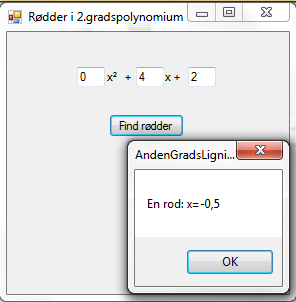 Rødder i 2.gradspolynomium
0 x² + 4 x + 2
Find rødder
AndenGradsLigni...
En rod: x=-0,5
OK